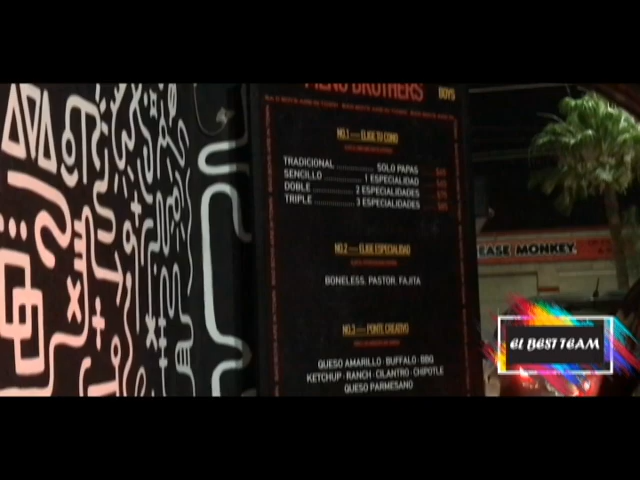 MENU BROTHERS BOYS
NO.1 ---- ELIGE TU CONO
TRADICIONAL .............. SOLO PAPAS
SENCILLO .............. 1 ESPECIALIDAD
DOBLE .............. 2 ESPECIALIDADES
TRIPLE .............. 3 ESPECIALIDADES
NO.2 ---- ELIGE ESPECIALIDAD
BONELESS, PASTOR, FAJITA
NO.3 ---- PONTE CREATIVO
QUESO AMARILLO · BUFFALO · BBQ
KETCHUP · RANCH · CILANTRO · CHIPOTLE
QUESO PARMESANO
EASE MONKEY
El BEST TEAM